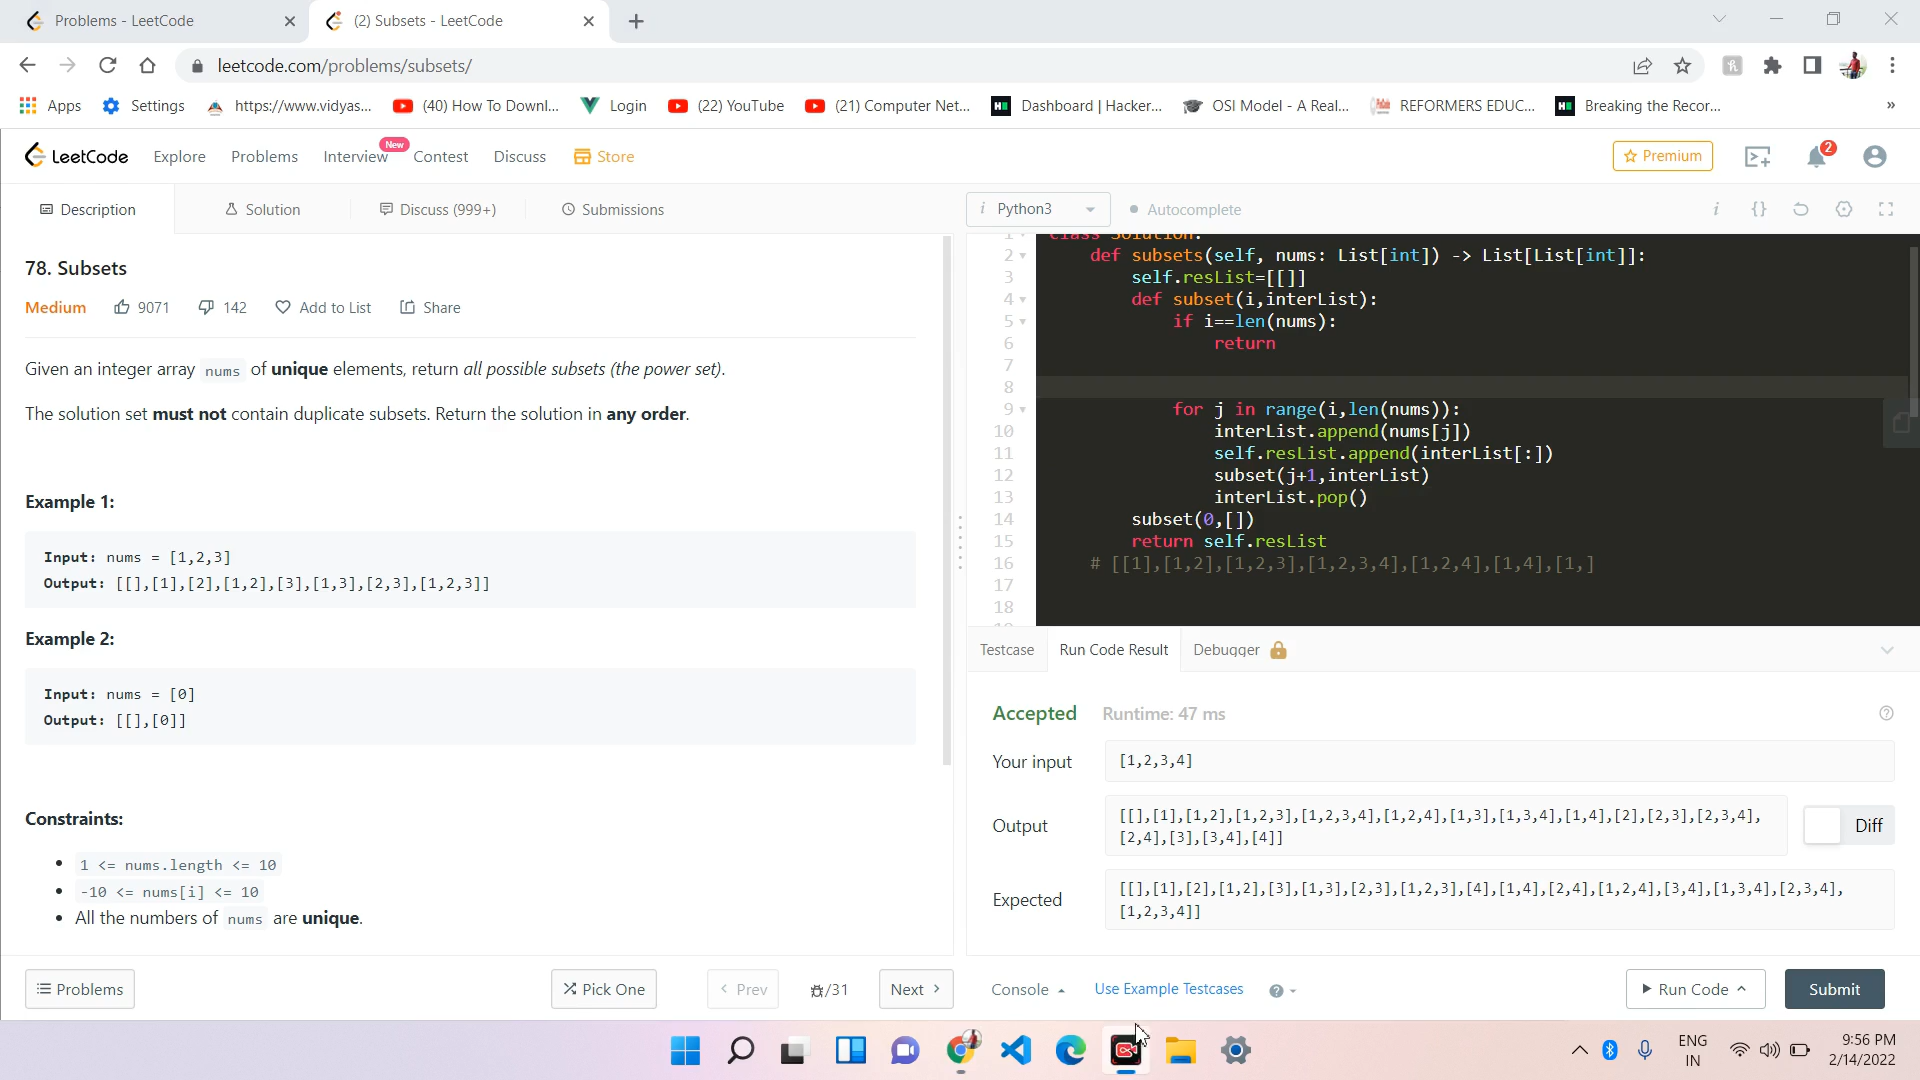 Problems - LeetCode
(2) Subsets - LeetCode
leetcode.com/problems/subsets/
Apps
Settings
https://www.vidyas...
(40) How To Downl...
Login
(22) YouTube
(21) Computer Net...
Dashboard | Hacker...
OSI Model - A Real...
REFORMERS EDUC...
Breaking the Recor...
»
LeetCode
Explore
Problems
Interview
New
Contest
Discuss
Store
Premium
2
Description
Solution
Discuss (999+)
Submissions
i Python3
Autocomplete
i
{}
78. Subsets
Medium
9071
142
Add to List
Share
Given an integer array nums of unique elements, return all possible subsets (the power set).
The solution set must not contain duplicate subsets. Return the solution in any order.
Example 1:
Input: nums = [1,2,3]
Output: [[],[1],[2],[1,2],[3],[1,3],[2,3],[1,2,3]]
Example 2:
Input: nums = [0]
Output: [[],[0]]
Constraints:
1 <= nums.length <= 10
-10 <= nums[i] <= 10
All the numbers of nums are unique.
Problems
Pick One
Prev
/31
Next
1 class Solution:
2 def subsets(self, nums: List[int]) -> List[List[int]]:
3 self.resList=[[]]
4 def subset(i,interList):
5 if i==len(nums):
6 return
7
8
9 for j in range(i,len(nums)):
10 interList.append(nums[j])
11 self.resList.append(interList[:])
12 subset(j+1,interList)
13 interList.pop()
14 subset(0,[])
15 return self.resList
16 # [[1],[1,2],[1,2,3],[1,2,3,4],[1,2,4],[1,4],[1,]
17
18
Testcase
Run Code Result
Debugger
Accepted
Runtime: 47 ms
Your input
[1,2,3,4]
Output
[[],[1],[1,2],[1,2,3],[1,2,3,4],[1,2,4],[1,3],[1,3,4],[1,4],[2],[2,3],[2,3,4],
[2,4],[3],[3,4],[4]]
Diff
Expected
[[],[1],[2],[1,2],[3],[1,3],[2,3],[1,2,3],[4],[1,4],[2,4],[1,2,4],[3,4],[1,3,4],[2,3,4],
[1,2,3,4]]
Console
Use Example Testcases
Run Code
Submit
ENG
IN
9:56 PM
2/14/2022